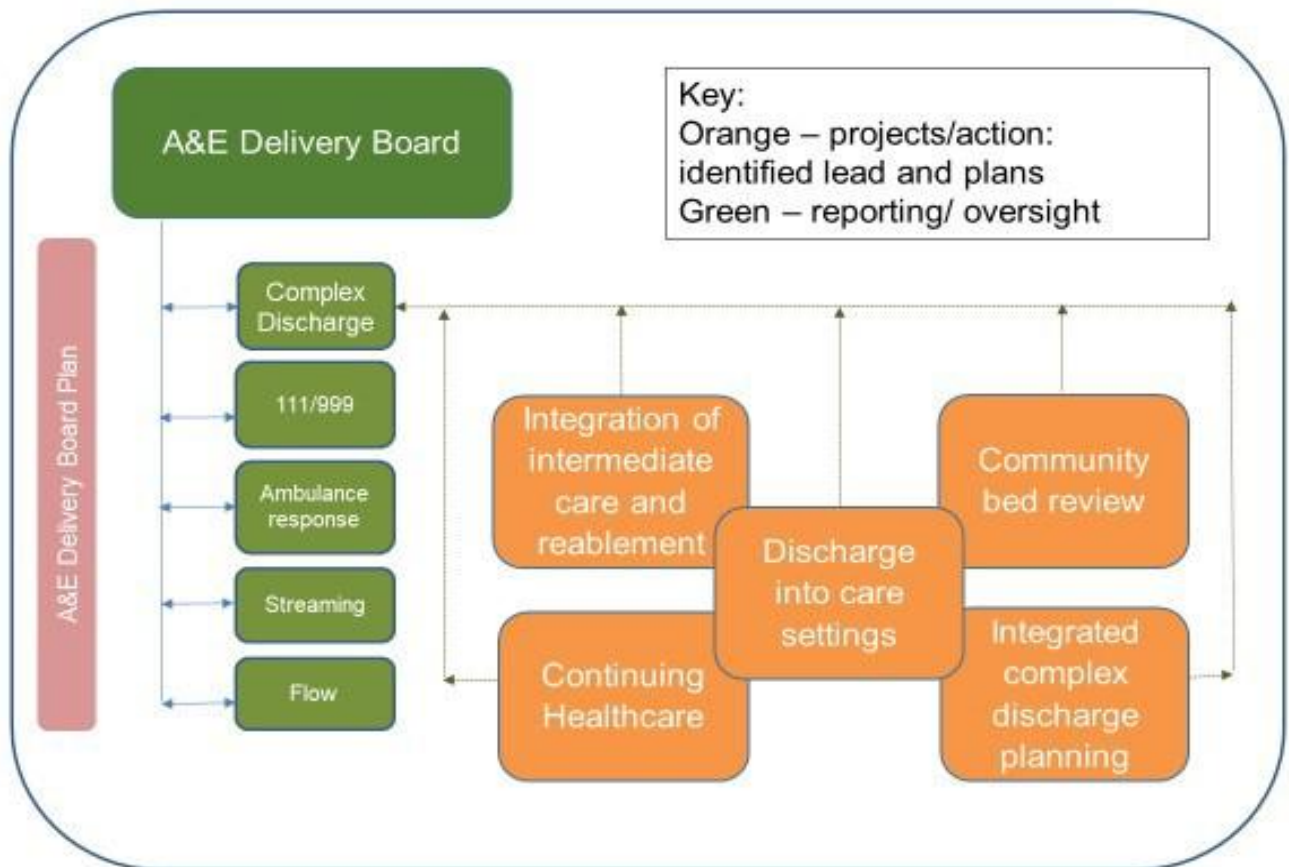 A&E Delivery Board
Key:
Orange – projects/action:
identified lead and plans
Green – reporting/ oversight
A&E Delivery Board Plan
Complex
Discharge
111/999
Ambulance
response
Streaming
Flow
Integration of
intermediate
care and
reablement
Community
bed review
Discharge
into care
settings
Continuing
Healthcare
Integrated
complex
discharge
planning